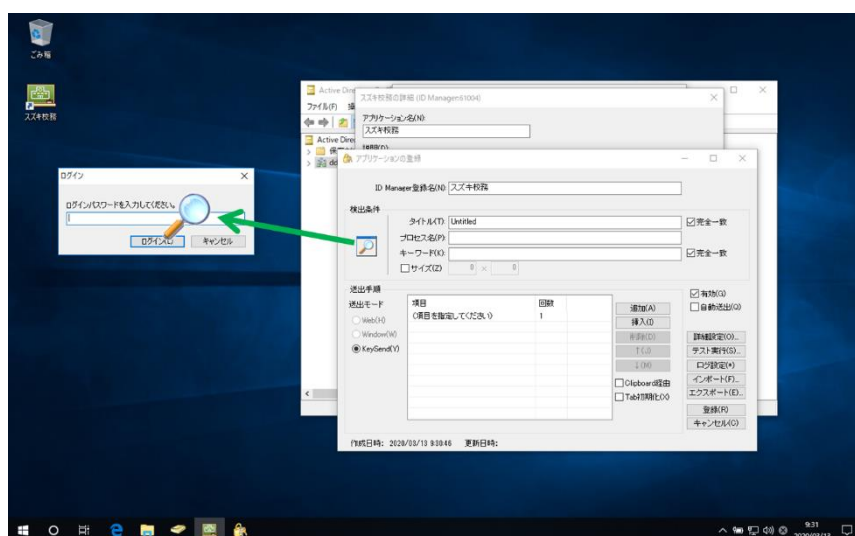 ごみ箱
スズキ校務
Active Dire
ファイル(F)
Active Direc
スズキ校務の詳細 (ID Manager61004)
アプリケーション名(N):
スズキ校務
説明(D):
アプリケーションの登録
ID Manager登録名(N): スズキ校務
検出条件
タイトル(T): Untitled
完全一致
プロセス名(P):
キーワード(K):
完全一致
サイズ(Z) 0 × 0
送出手順
送出モード
Web(H)
Window(W)
KeySend(Y)
項目 回数
(項目を指定してください) 1
追加(A)
挿入(I)
削除(D)
↓(M)
Clipboard経由
Tab初期化(X)
有効(G)
自動送出(Q)
詳細設定(O)...
テスト実行(S)...
ログ設定(*)
インポート(F)...
エクスポート(E)...
登録(R)
キャンセル(C)
作成日時: 2020/03/13 9:30:46 更新日時:
ログイン
ログインパスワードを入力してください。
ログイン(L) キャンセル
9:31
2020/03/13